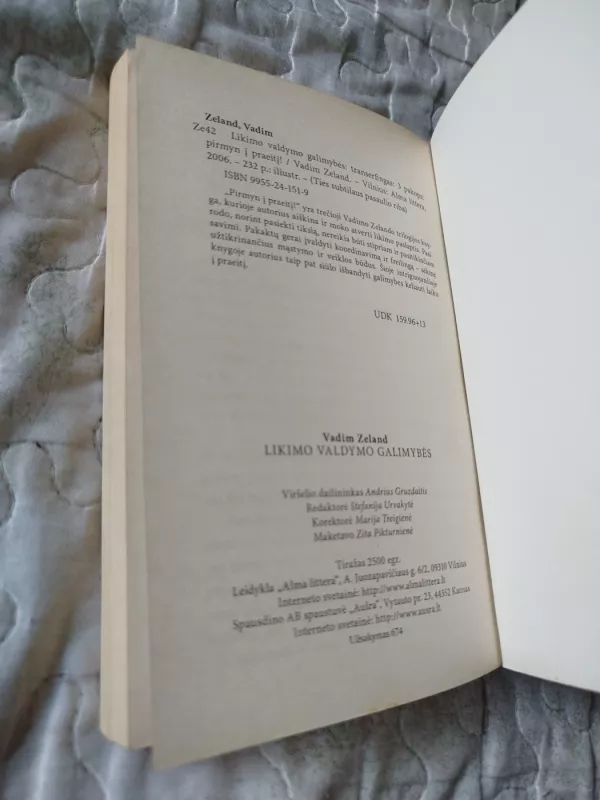 Zeland, Vadim
Ze42 Likimo valdymo galimybės: transerfingas: 3 pakopa:
pirmyn į praeitį! / Vadim Zeland. – Vilnius: Alma littera,
2006. – 232 p.: iliustr. – (Ties subtilaus pasaulio riba)
ISBN 9955-24-151-9
„Pirmyn į praeitį!“ yra trečioji Vadimo Zelando trilogijos kny-
ga, kurioje autorius aiškina ir moko atverti likimo paslaptis. Pasi-
rodo, norint pasiekti tikslą, nereikia būti stipriam ir pasitikinčiam
savimi. Pakaktų gerai įvaldyti koordinavimą ir freilingą – sėkmę
užtikrinančius mąstymo ir veiklos būdus. Šioje intriguojančioje
knygoje autorius taip pat siūlo išbandyti galimybes keliauti laiku
į praeitį.
UDK 159.96+13
Vadim Zeland
LIKIMO VALDYMO GALIMYBĖS
Viršelio dailininkas Andrius Gruzdaitis
Redaktorė Stefanija Urvakytė
Korektorė Marija Treigienė
Maketavo Zita Pikturnienė
Tiražas 2500 egz.
Leidykla „Alma littera“, A. Juozapavičiaus g. 6/2, 09310 Vilnius
Interneto svetainė: http://www.almalittera.lt
Spausdino AB spaustuvė „Aušra“, Vytauto pr. 23, 44352 Kaunas
Interneto svetainė: http://www.ausra.lt
Užsakymas 674